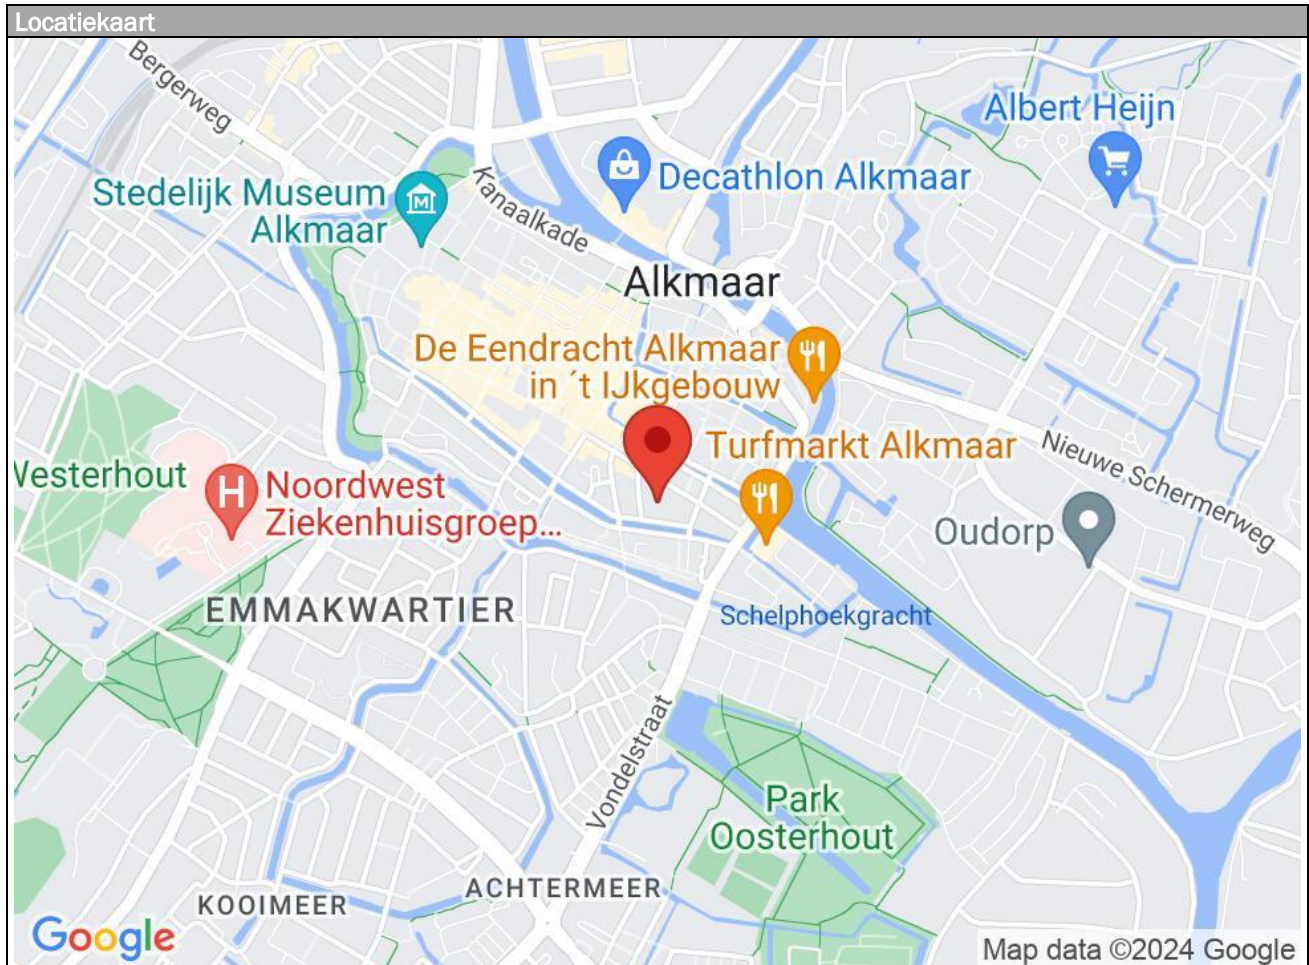 Locatiekaart
Bergerweg
Albert Heijn
Stedelijk Museum
Alkmaar
Kanaalkade
Decathlon Alkmaar
Alkmaar
De Eendracht Alkmaar
in ´t IJkgebouw
Turfmarkt Alkmaar
Nieuwe Schermerweg
Westerhout
H
Noordwest
Ziekenhuisgroep...
Oudorp
EMMAKWARTIER
Schelphoekgracht
Vondelstraat
Park
Oosterhout
ACHTERMEER
KOOIMEER
Google
Map data ©2024 Google